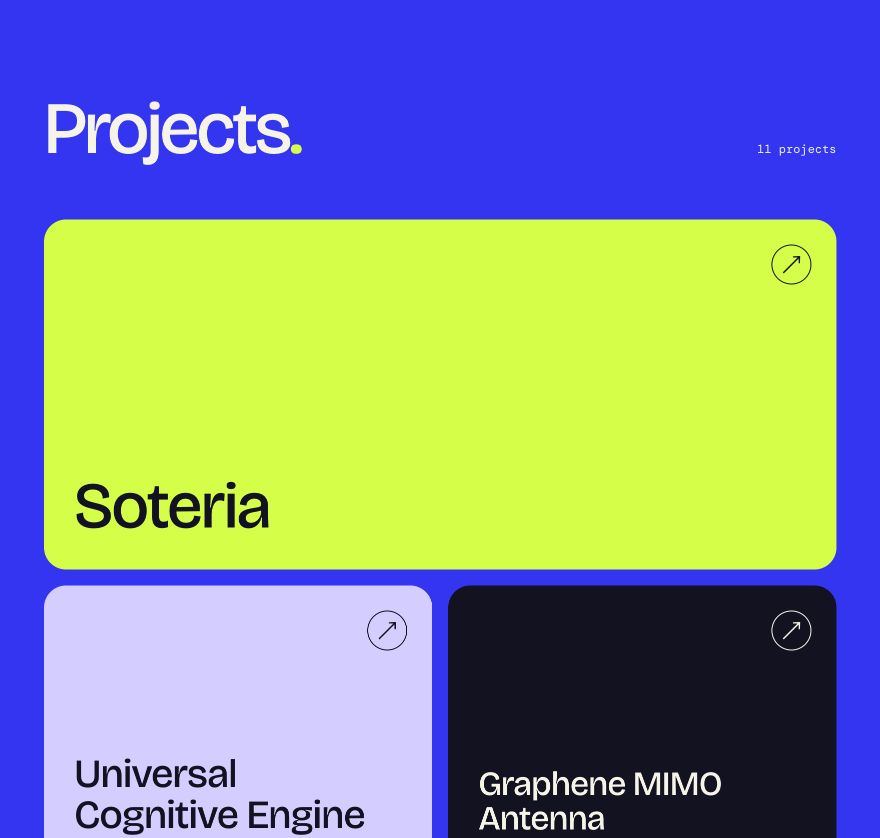 Projects.
11 projects
Soteria
Universal
Cognitive Engine
Graphene MIMO
Antenna